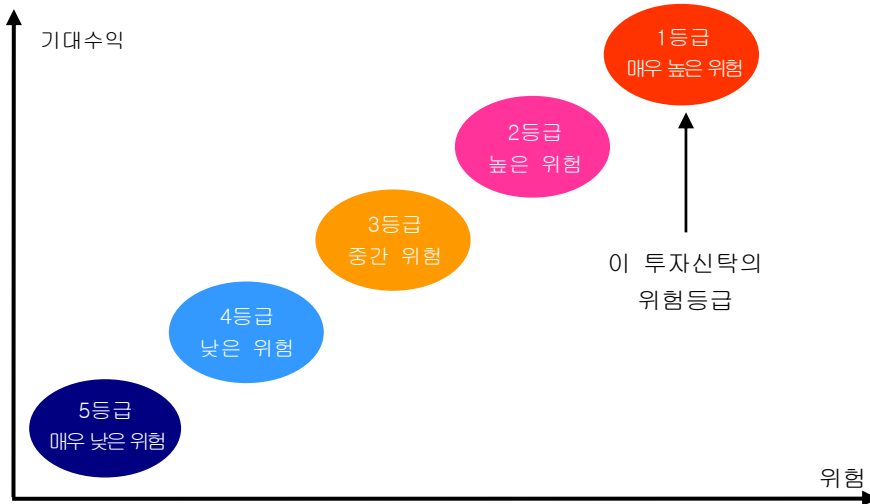 기대수익
1등급
매우 높은 위험
2등급
높은 위험
3등급
중간 위험
이 투자신탁의
위험등급
4등급
낮은 위험
5등급
매우 낮은 위험
위험